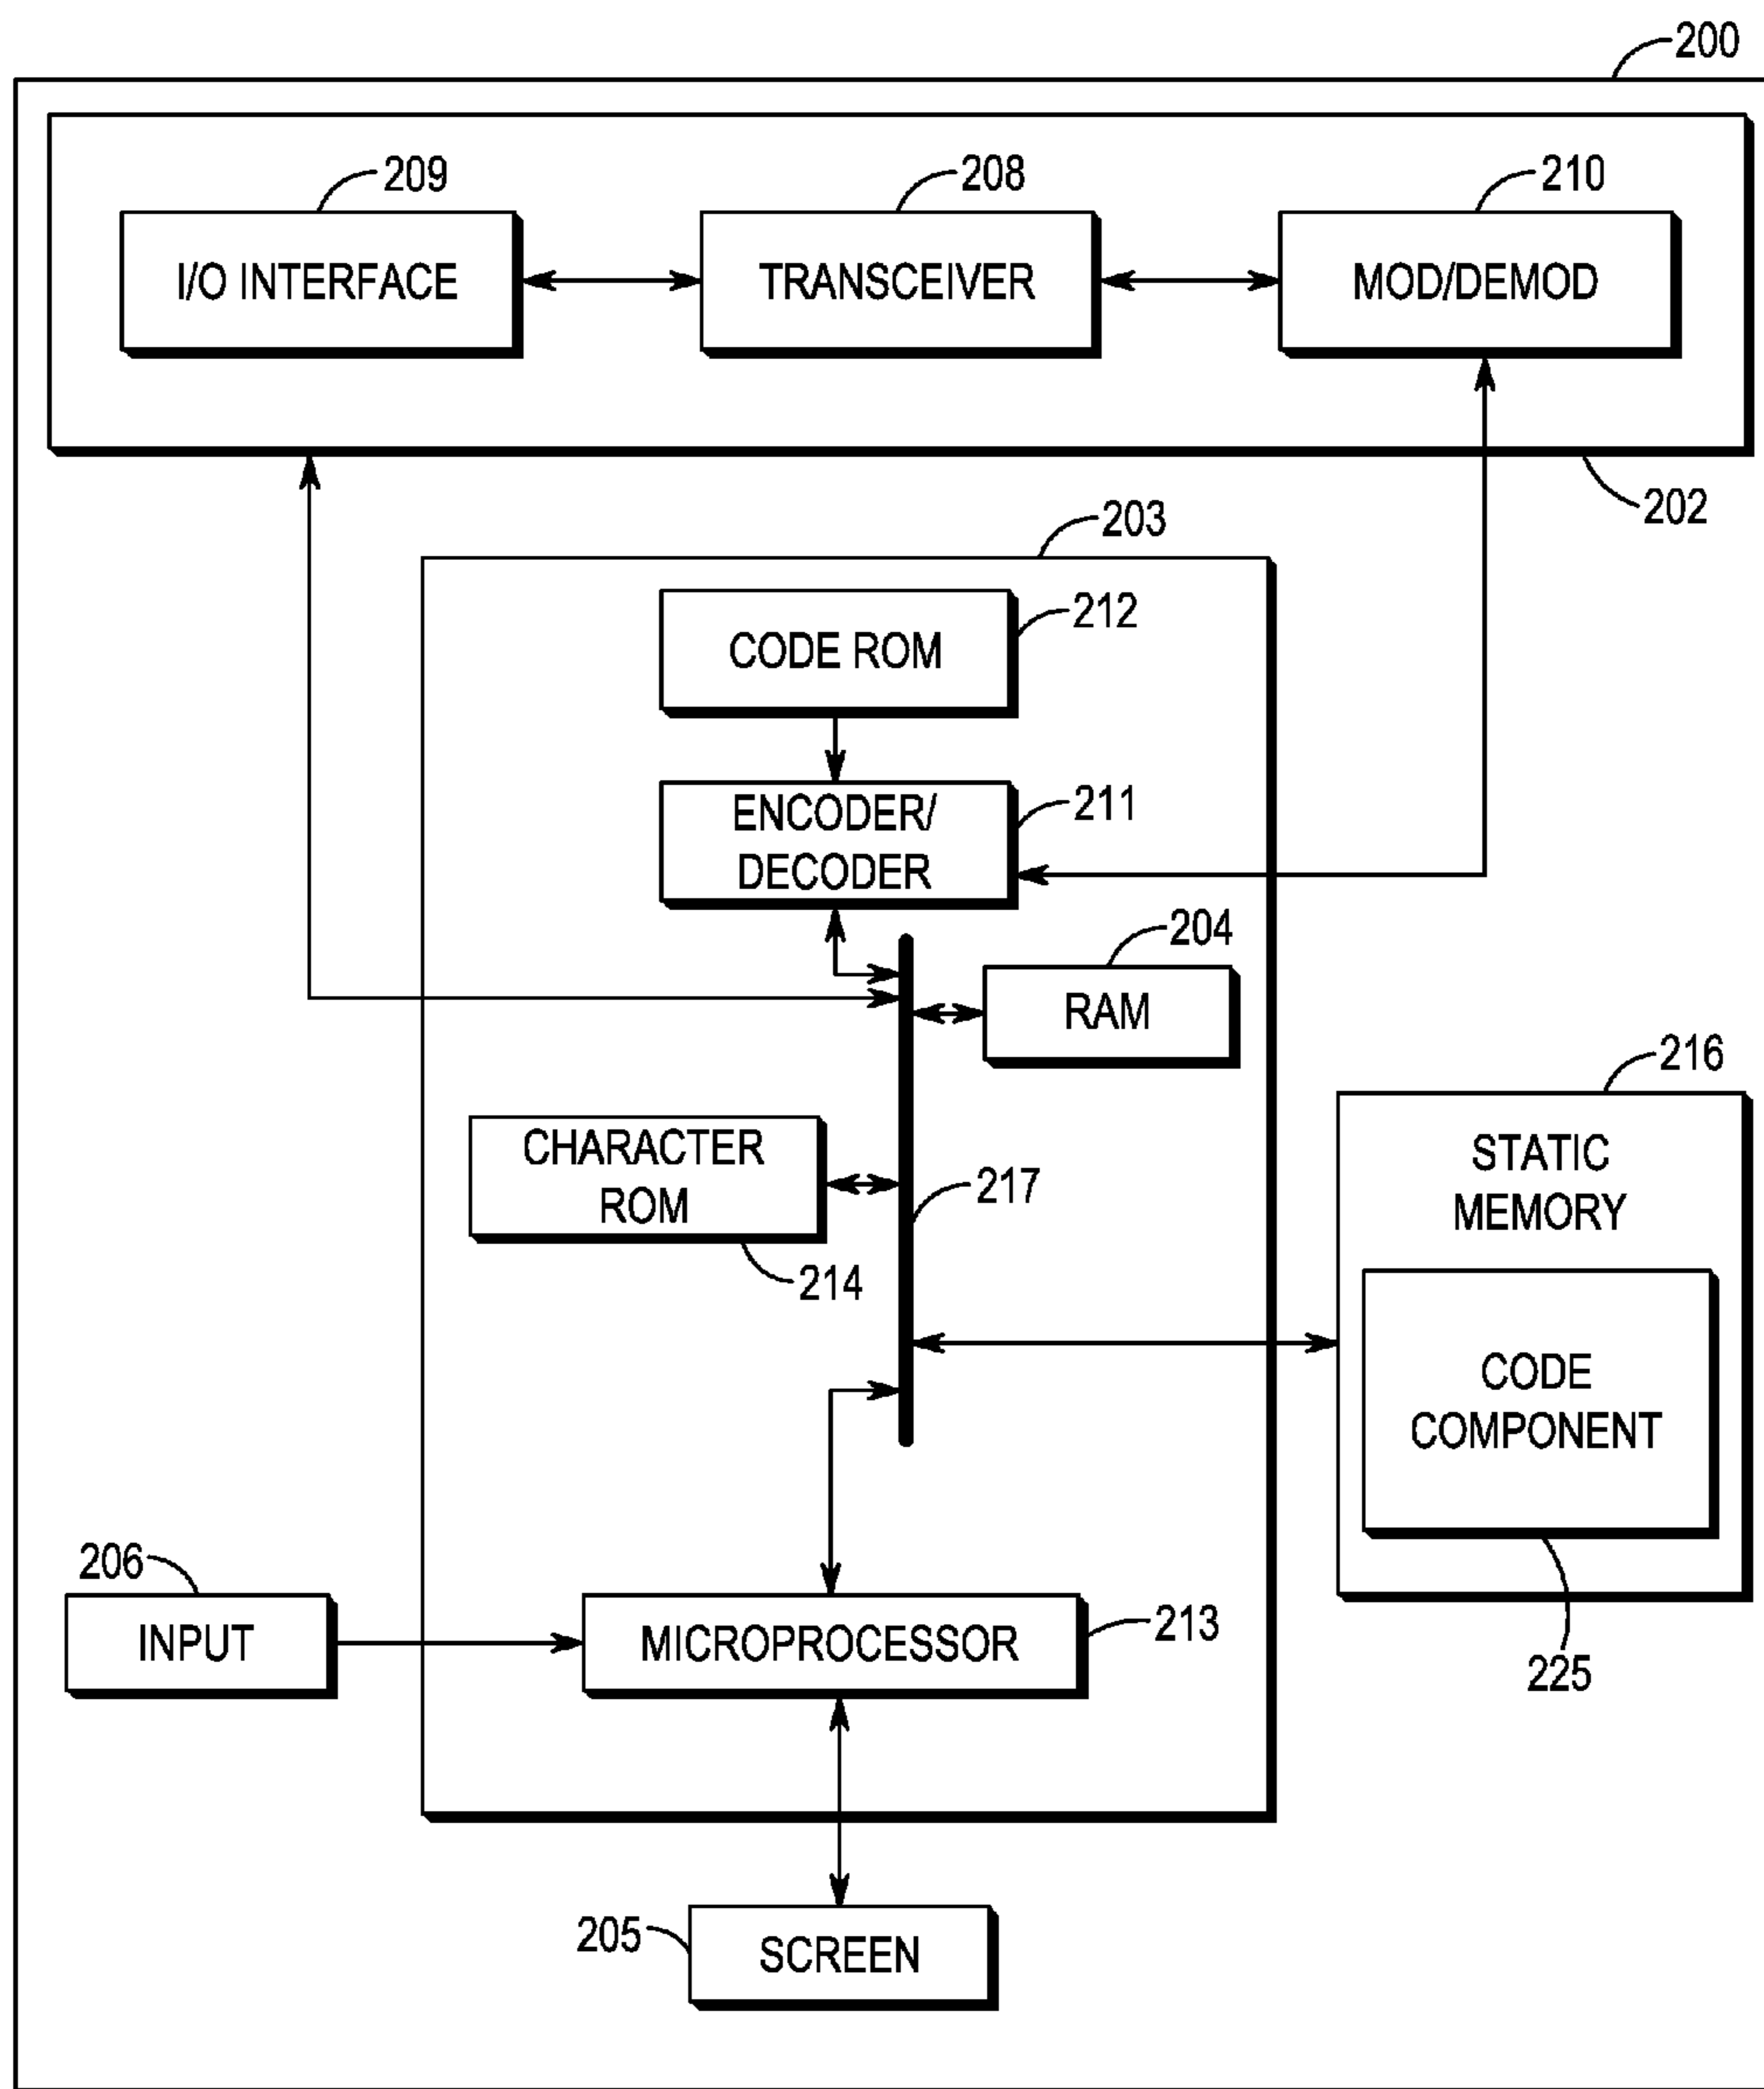 200
209
208
210
I/O INTERFACE
TRANSCEIVER
MOD/DEMOD
202
203
212
CODE ROM
211
ENCODER/
DECODER
204
RAM
216
STATIC
MEMORY
CHARACTER
ROM
217
214
CODE
COMPONENT
206
INPUT
MICROPROCESSOR
213
225
205
SCREEN